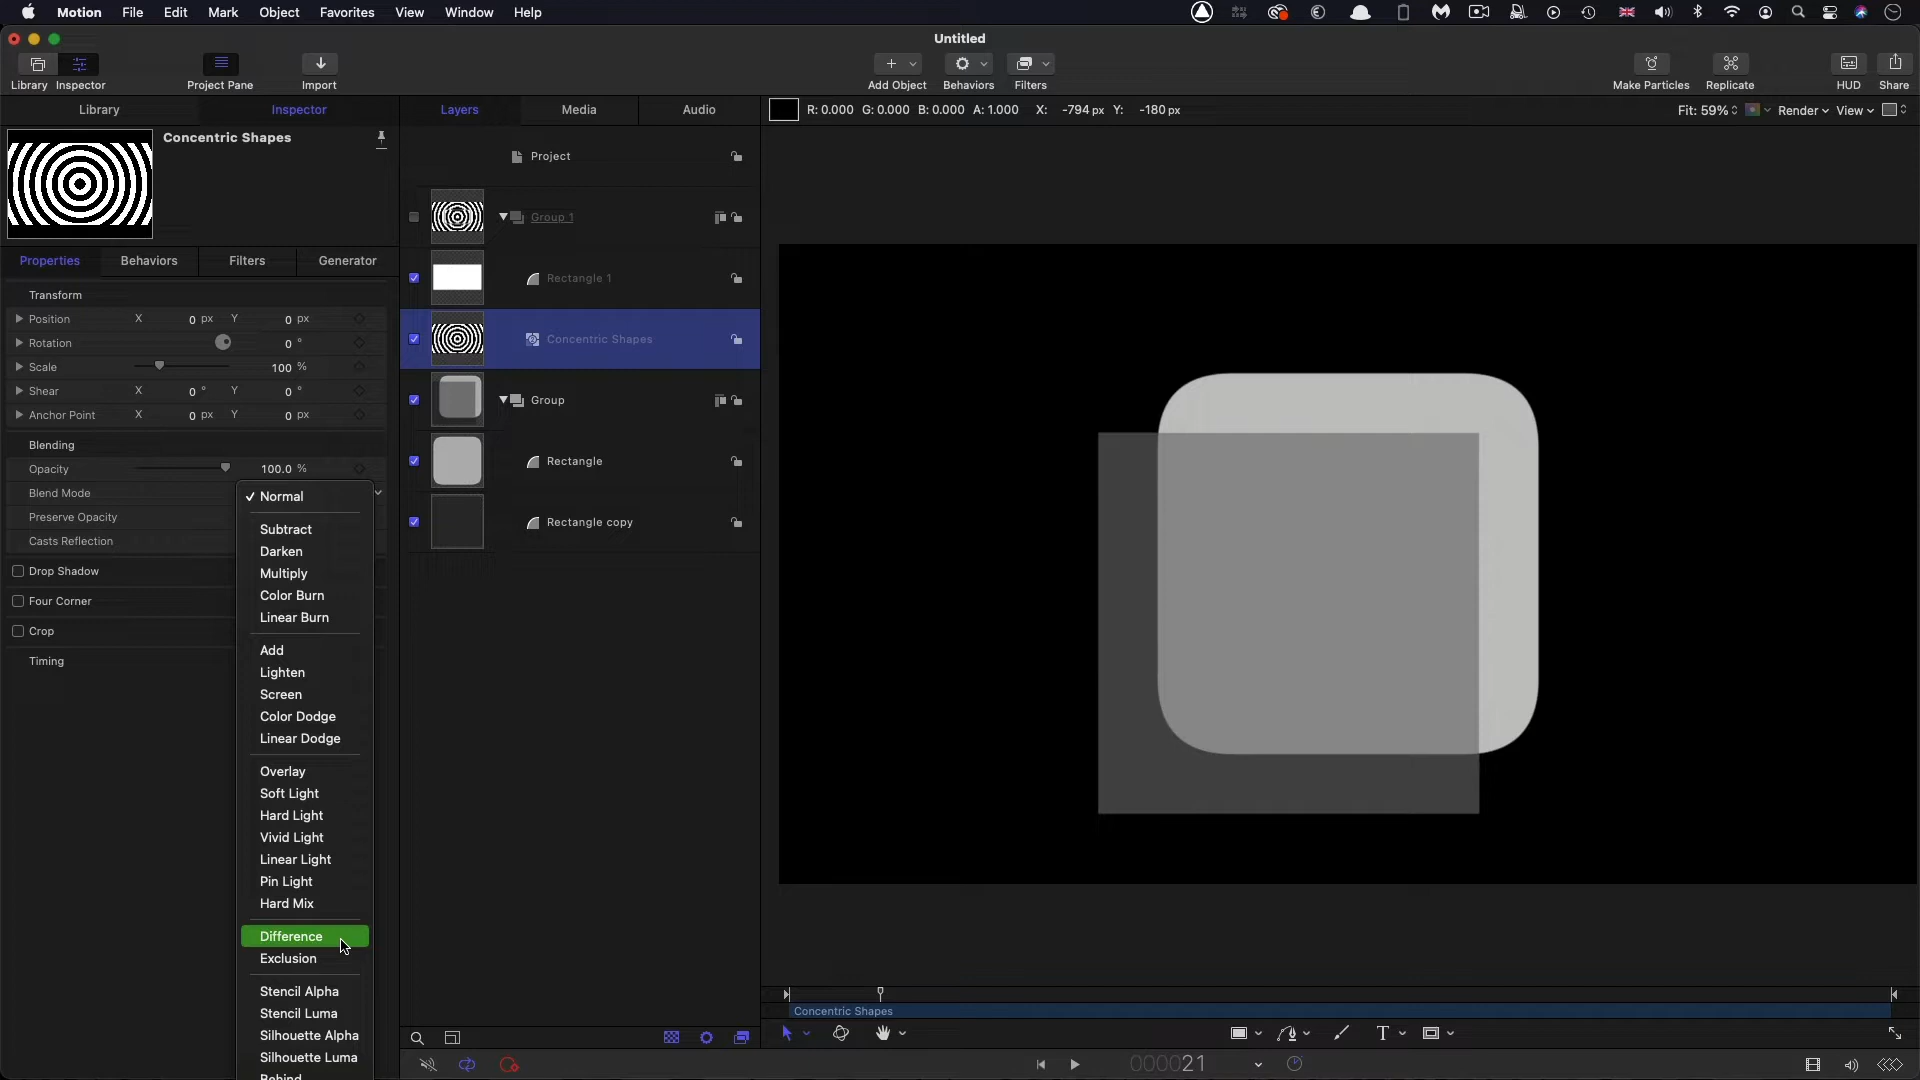 Motion File Edit Mark Object Favorites View Window Help
Untitled
Library Inspector Project Pane Import Add Object Behaviors Filters Make Particles Replicate HUD Share
Library Inspector Layers Media Audio R: 0.000 G: 0.000 B: 0.000 A: 1.000 X: -794 px Y: -180 px Fit: 59% Render View
Concentric Shapes
Project
Group 1
Properties Behaviors Filters Generator
Rectangle 1
Transform
Position X 0 px Y 0 px
Rotation 0 °
Concentric Shapes
Scale 100 %
Shear X 0 ° Y 0 °
Group
Anchor Point X 0 px Y 0 px
Blending
Rectangle
Opacity 100.0 %
Blend Mode
✓ Normal
Preserve Opacity
Rectangle copy
Subtract
Casts Reflection
Darken
Drop Shadow
Multiply
Color Burn
Four Corner
Linear Burn
Crop
Add
Timing
Lighten
Screen
Color Dodge
Linear Dodge
Overlay
Soft Light
Hard Light
Vivid Light
Linear Light
Pin Light
Hard Mix
Difference
Exclusion
Stencil Alpha
Concentric Shapes
Stencil Luma
Silhouette Alpha
T
Silhouette Luma
000021
Behind